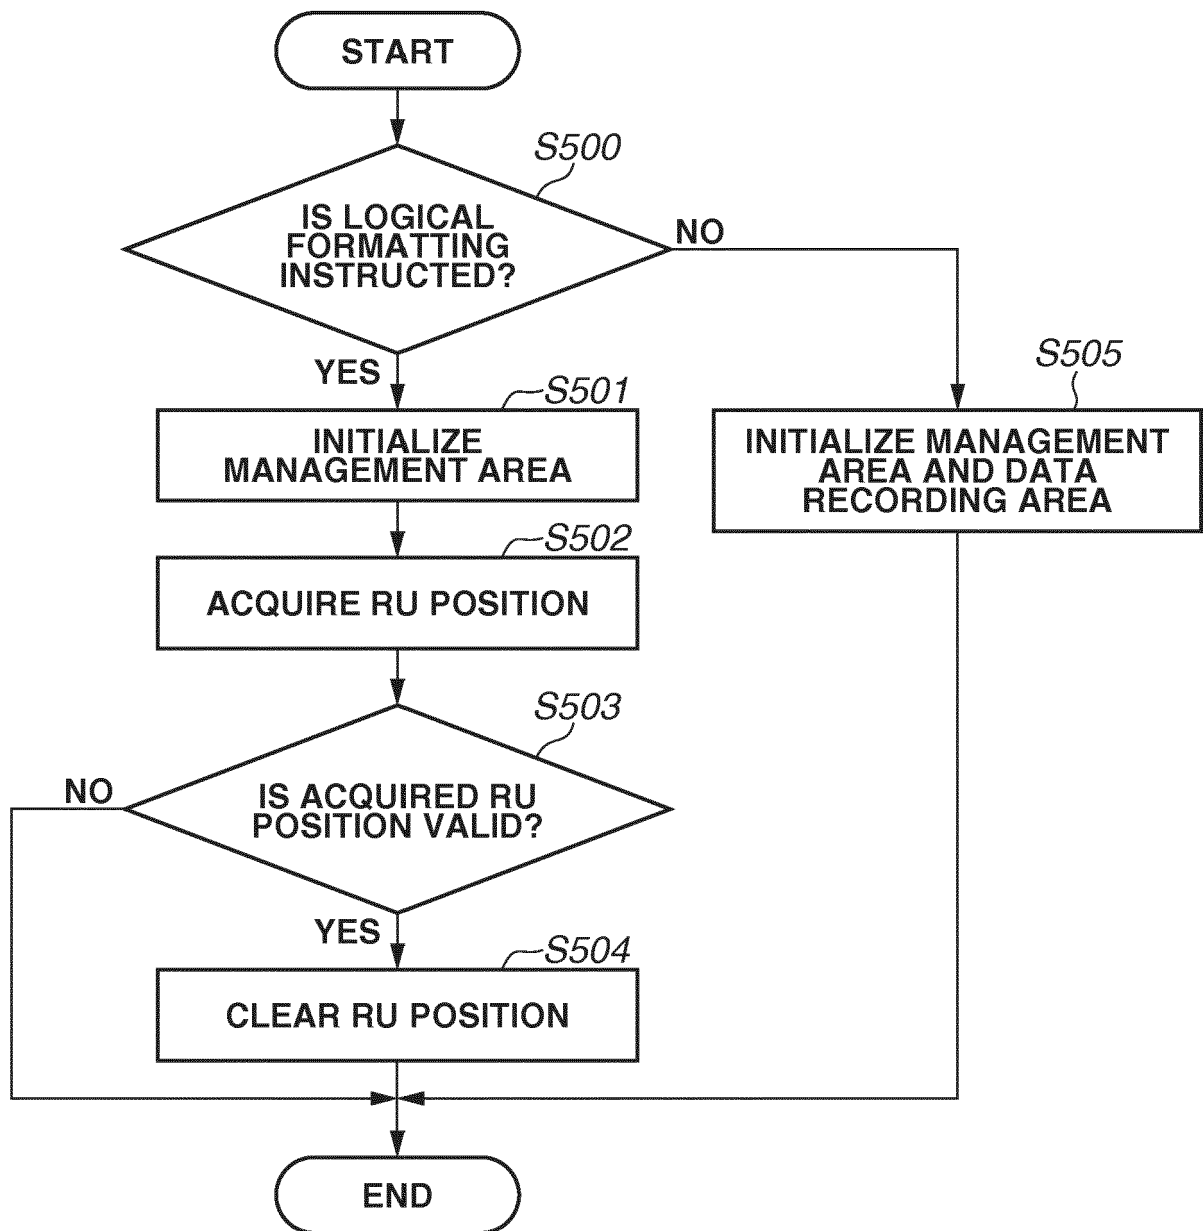 START
S500
IS LOGICAL
FORMATTING
INSTRUCTED?
NO
YES
S501
INITIALIZE
MANAGEMENT AREA
S505
INITIALIZE MANAGEMENT
AREA AND DATA
RECORDING AREA
S502
ACQUIRE RU POSITION
S503
IS ACQUIRED RU
POSITION VALID?
NO
YES
S504
CLEAR RU POSITION
END